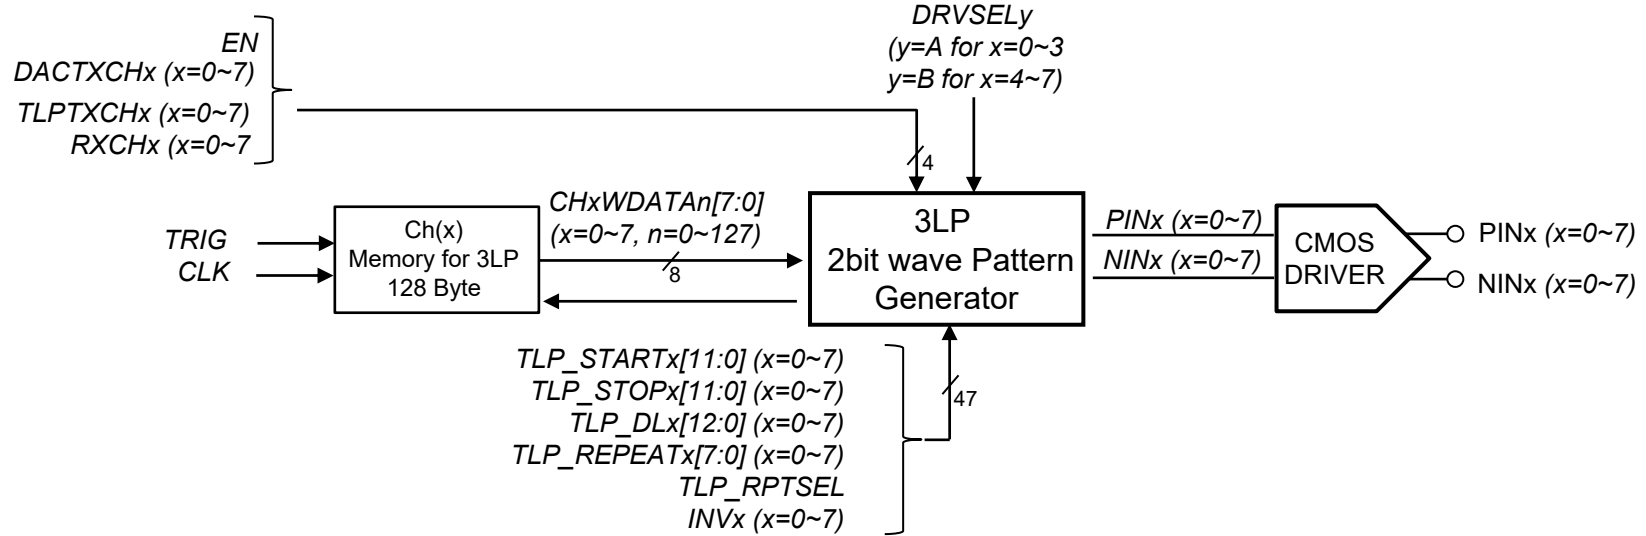 EN
DACTXCHx (x=0~7)
TLPTXCHx (x=0~7)
RXCHx (x=0~7
DRVSELy
(y=A for x=0~3
y=B for x=4~7)
4
TRIG
CLK
Ch(x)
Memory for 3LP
128 Byte
CHxWDATAn[7:0]
(x=0~7, n=0~127)
8
3LP
2bit wave Pattern
Generator
PINx (x=0~7)
NINx (x=0~7)
CMOS
DRIVER
PINx (x=0~7)
NINx (x=0~7)
TLP_STARTx[11:0] (x=0~7)
TLP_STOPx[11:0] (x=0~7)
TLP_DLx[12:0] (x=0~7)
TLP_REPEATx[7:0] (x=0~7)
TLP_RPTSEL
INVx (x=0~7)
47